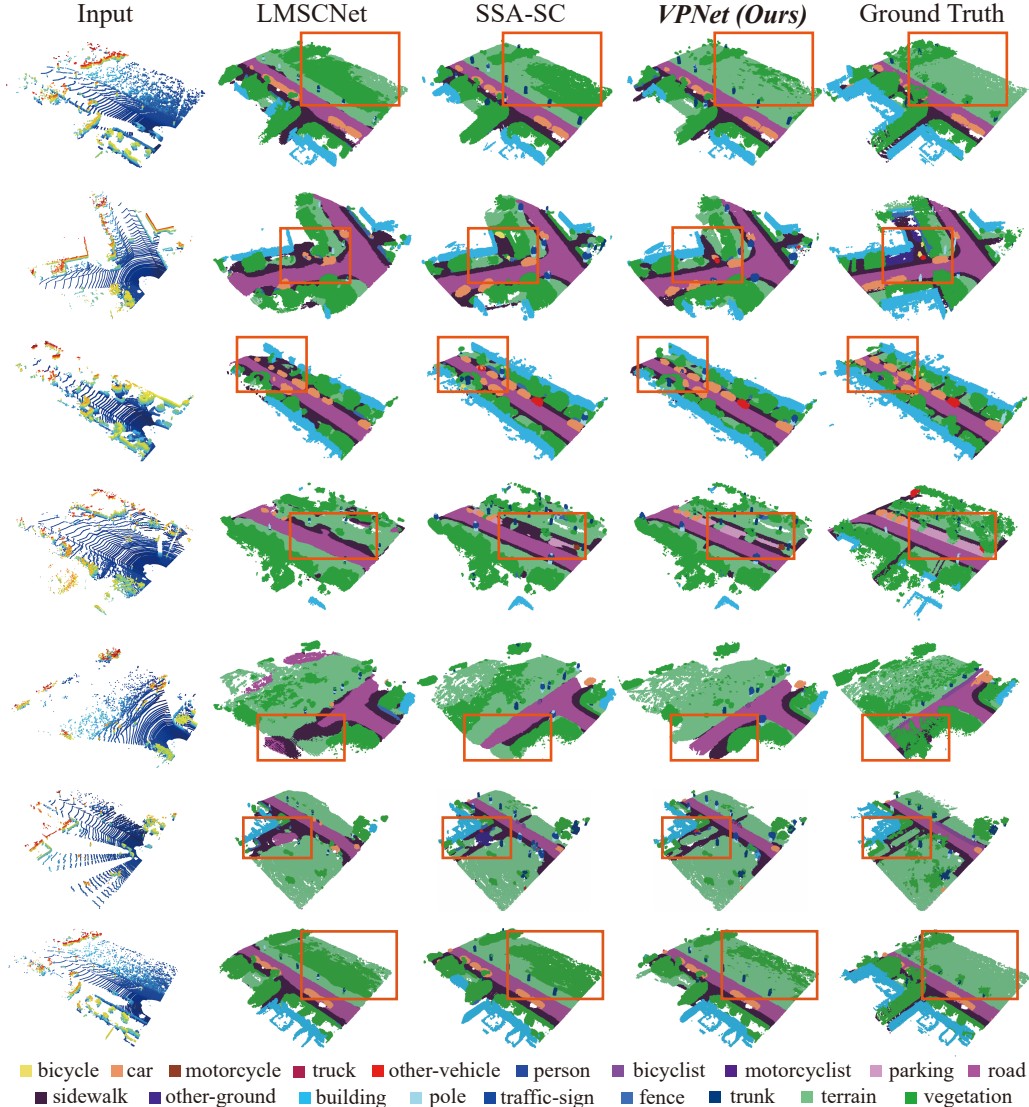 Input LMSCNet SSA-SC VPNet (Ours) Ground Truth
bicycle car motorcycle truck other-vehicle person bicyclist motorcyclist parking road
sidewalk other-ground building pole traffic-sign fence trunk terrain vegetation